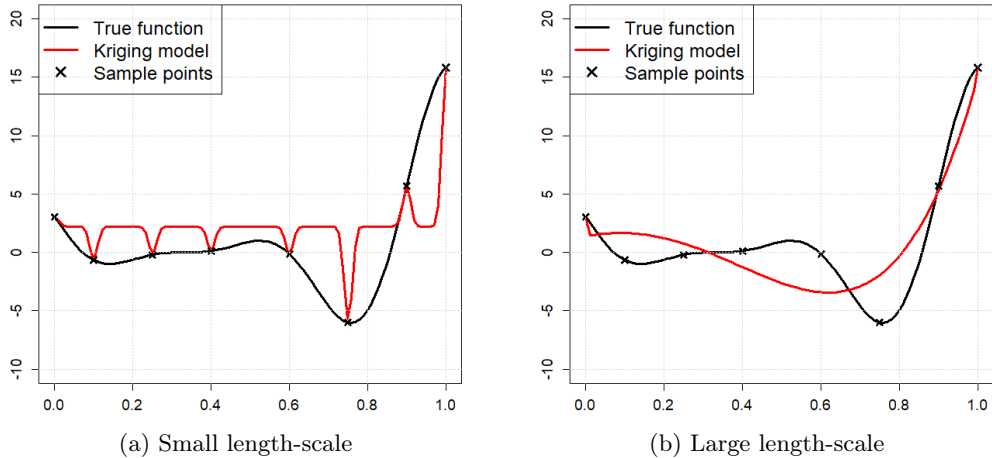 True function
Kriging model
Sample points
20
15
10
5
0
-5
-10
0.0 0.2 0.4 0.6 0.8 1.0
(a) Small length-scale
True function
Kriging model
Sample points
20
15
10
5
0
-5
-10
0.0 0.2 0.4 0.6 0.8 1.0
(b) Large length-scale